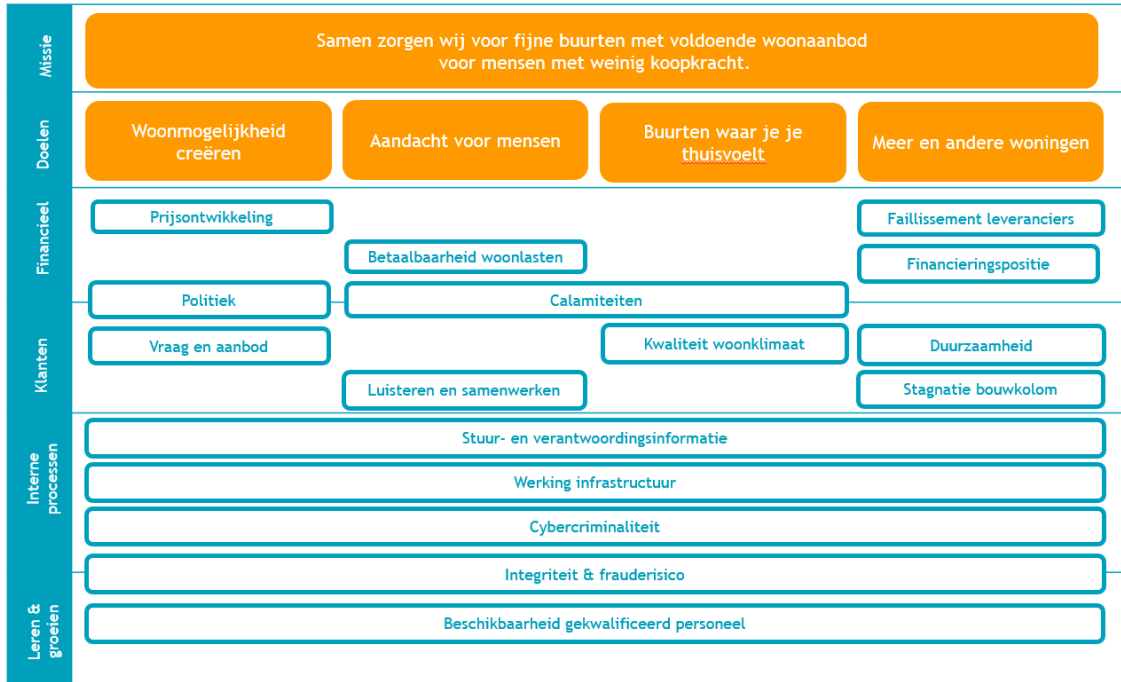 Missie
Samen zorgen wij voor fijne buurten met voldoende woonaanbod
voor mensen met weinig koopkracht.
Doelen
Woonmogelijkheid
creëren
Aandacht voor mensen
Buurten waar je je
thuisvoelt
Meer en andere woningen
Financieel
Prijsontwikkeling
Faillissement leveranciers
Betaalbaarheid woonlasten
Financieringspositie
Politiek
Calamiteiten
Klanten
Vraag en aanbod
Kwaliteit woonklimaat
Duurzaamheid
Luisteren en samenwerken
Stagnatie bouwkolom
Interne
processen
Stuur- en verantwoordingsinformatie
Werking infrastructuur
Cybercriminaliteit
Integriteit & frauderisico
Leren &
groeien
Beschikbaarheid gekwalificeerd personeel